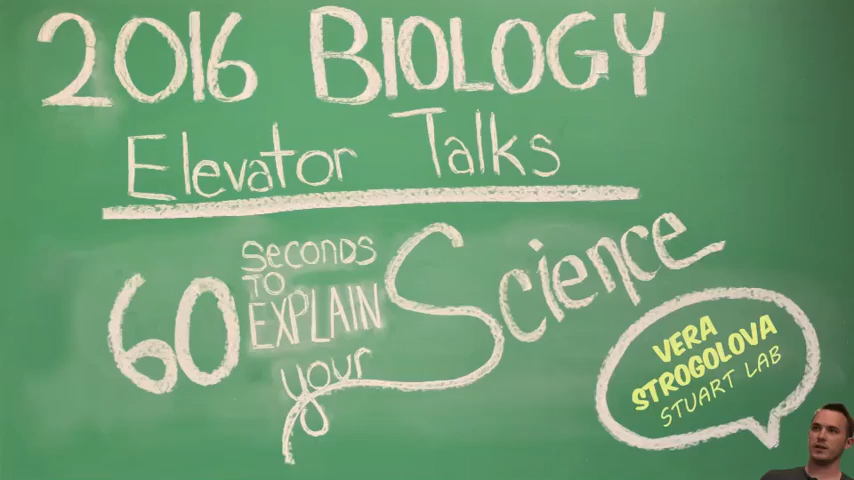 2016 BIOLOGY
Elevator Talks
60 Seconds
TO
EXPLAIN
your Science
VERA
STROGOLOVA
STUART LAB